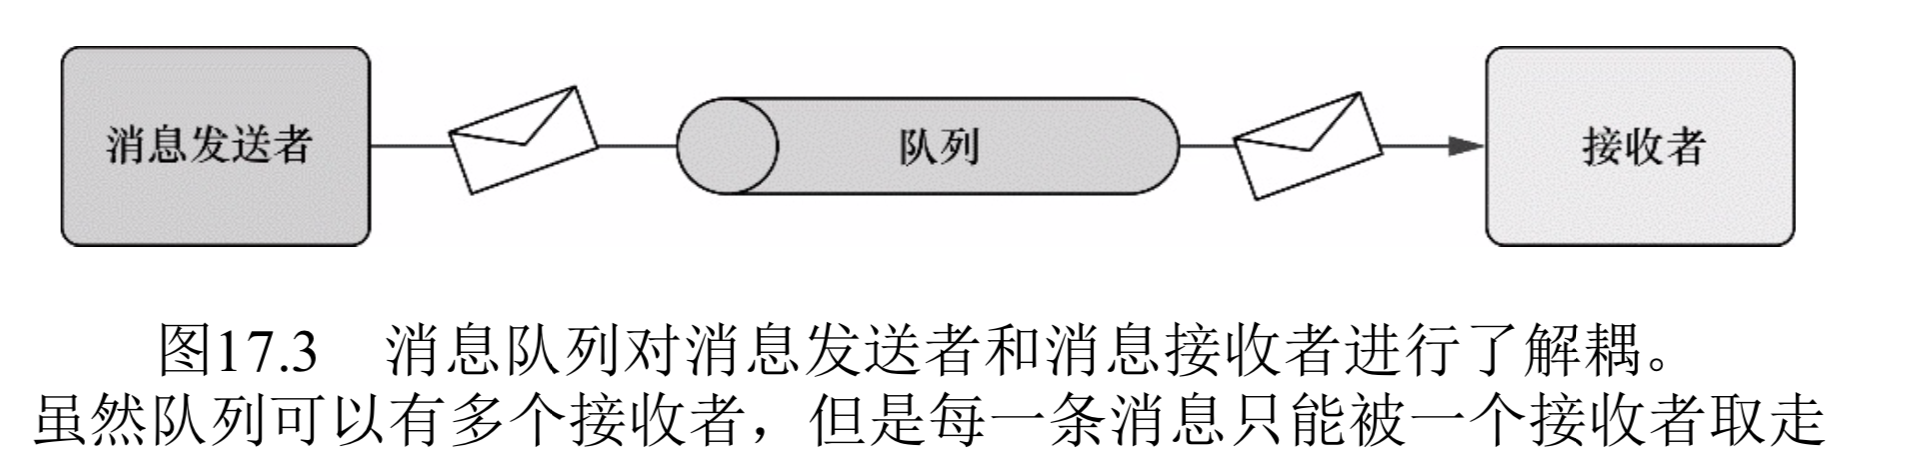 消息发送者
队列
接收者
图17.3 消息队列对消息发送者和消息接收者进行了解耦。
虽然队列可以有多个接收者，但是每一条消息只能被一个接收者取走